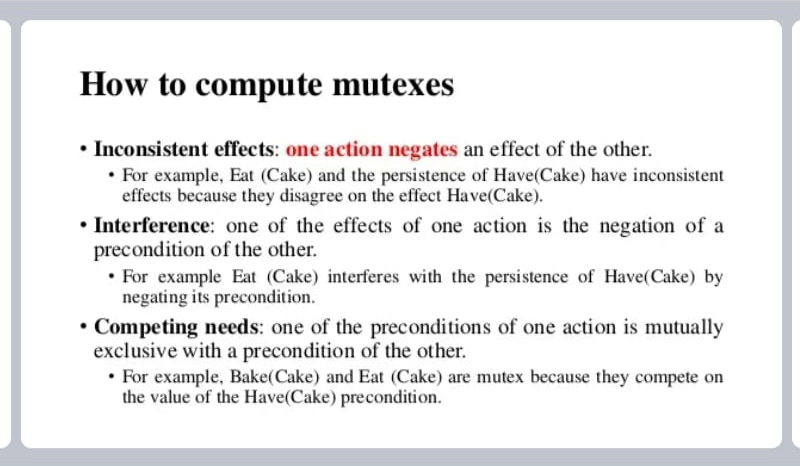 How to compute mutexes
• Inconsistent effects: one action negates an effect of the other.
• For example, Eat (Cake) and the persistence of Have(Cake) have inconsistent
effects because they disagree on the effect Have(Cake).
• Interference: one of the effects of one action is the negation of a
precondition of the other.
• For example Eat (Cake) interferes with the persistence of Have(Cake) by
negating its precondition.
• Competing needs: one of the preconditions of one action is mutually
exclusive with a precondition of the other.
• For example, Bake(Cake) and Eat (Cake) are mutex because they compete on
the value of the Have(Cake) precondition.